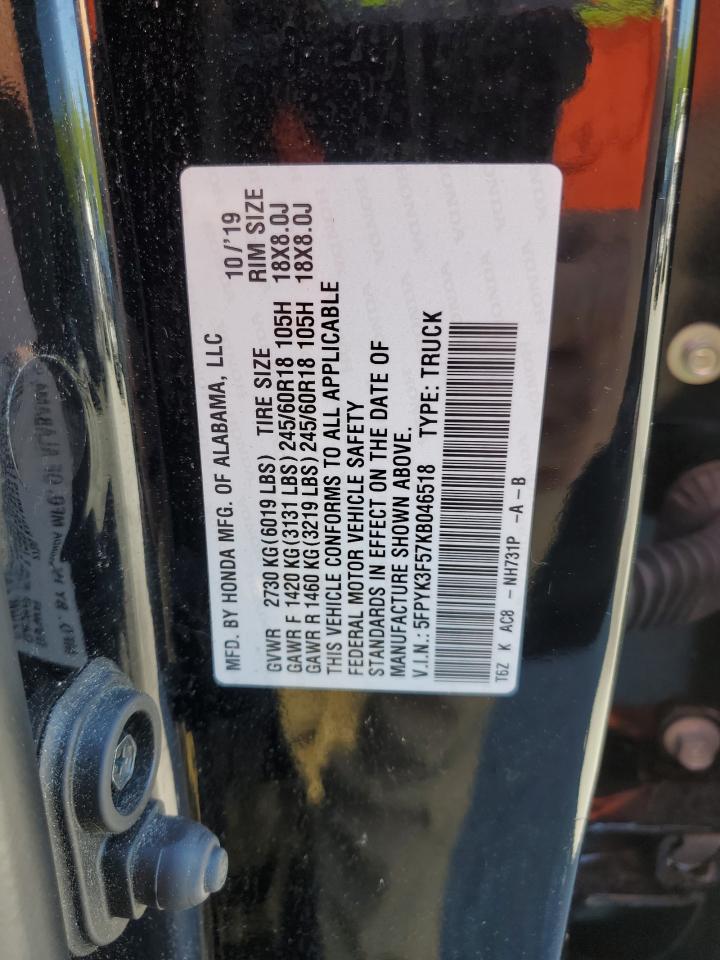 MFD. BY HONDA MFG. OF ALABAMA, LLC 10/'19
GVWR 2730 KG(6019 LBS) TIRE SIZE RIM SIZE
GAWR F 1420 KG(3131 LBS) 245/60R18 105H 18X8.0J
GAWR R 1460 KG(3219 LBS) 245/60R18 105H 18X8.0J
THIS VEHICLE CONFORMS TO ALL APPLICABLE
FEDERAL MOTOR VEHICLE SAFETY
STANDARDS IN EFFECT ON THE DATE OF
MANUFACTURE SHOWN ABOVE.
V.I.N.: 5FPYK3F57KB046518 TYPE: TRUCK
T6Z K AC8 - NH731P -A-B